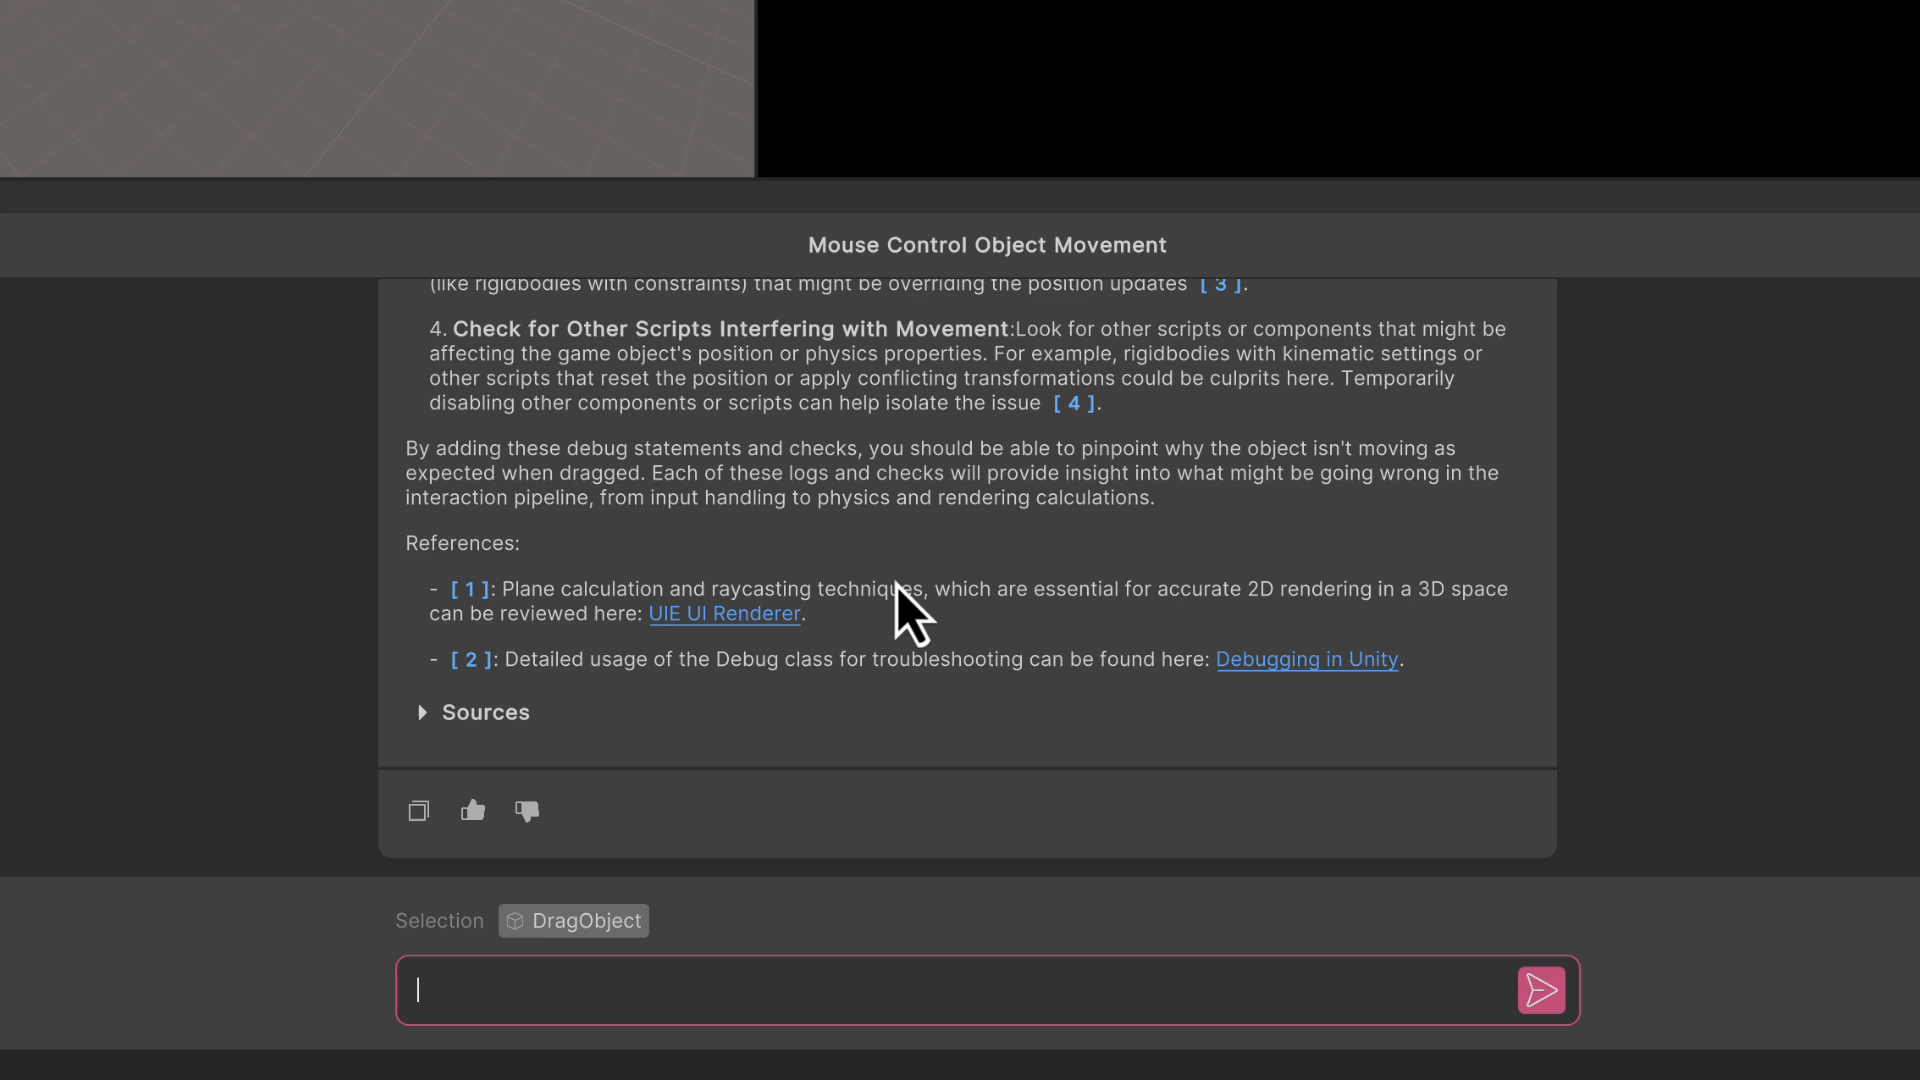 Mouse Control Object Movement
(like rigidbodies with constraints) that might be overriding the position updates [ 3 ].
4. Check for Other Scripts Interfering with Movement:Look for other scripts or components that might be
affecting the game object's position or physics properties. For example, rigidbodies with kinematic settings or
other scripts that reset the position or apply conflicting transformations could be culprits here. Temporarily
disabling other components or scripts can help isolate the issue [ 4 ].
By adding these debug statements and checks, you should be able to pinpoint why the object isn't moving as
expected when dragged. Each of these logs and checks will provide insight into what might be going wrong in the
interaction pipeline, from input handling to physics and rendering calculations.
References:
- [ 1 ]: Plane calculation and raycasting techniques, which are essential for accurate 2D rendering in a 3D space
can be reviewed here: UIE UI Renderer.
- [ 2 ]: Detailed usage of the Debug class for troubleshooting can be found here: Debugging in Unity.
Sources
Selection DragObject